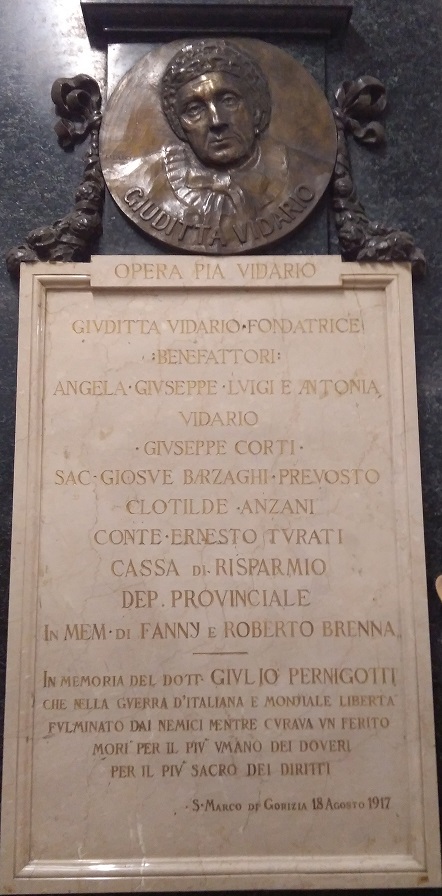 GIUDITTA VIDARIO
OPERA PIA VIDARIO
GIVDITTA VIDARIO·FONDATRICE
:BENEFATTORI:
ANGELA·GIVSEPPE·LVIGI E ANTONIA
VIDARIO
·GIVSEPPE CORTI·
SAC·GIOSVE BARZAGHI·PREVOSTO
CLOTILDE·ANZANI
CONTE·ERNESTO TVRATI
CASSA DI RISPARMIO
DEP. PROVINCIALE
IN MEM·DI FANNY E ROBERTO BRENNA
IN MEMORIA DEL DOTT· GIVLIO PERNIGOTTI
CHE NELLA GVERRA D'ITALIANA E MONDIALE LIBERTÀ
FVLMINATO DAI NEMICI MENTRE CVRAVA VN FERITO
MORÌ PER IL PIV' VMANO DEI DOVERI
PER IL PIV' SACRO DEI DIRITTI
·S·MARCO DI GORIZIA 18 AGOSTO 1917